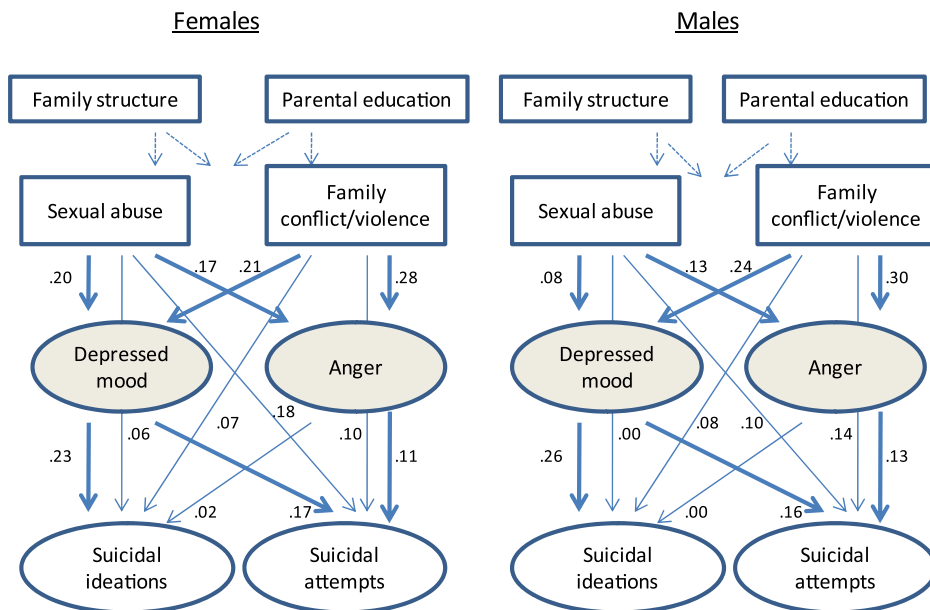 Females
Males
Family structure
Parental education
Family structure
Parental education
Sexual abuse
Family
conflict/violence
Sexual abuse
Family
conflict/violence
.20
.17
.21
.28
.08
.13
.24
.30
Depressed
mood
Anger
Depressed
mood
Anger
.23
.06
.07
.18
.10
.11
.26
.00
.08
.10
.14
.13
.02
.17
.00
.16
Suicidal
ideations
Suicidal
attempts
Suicidal
ideations
Suicidal
attempts